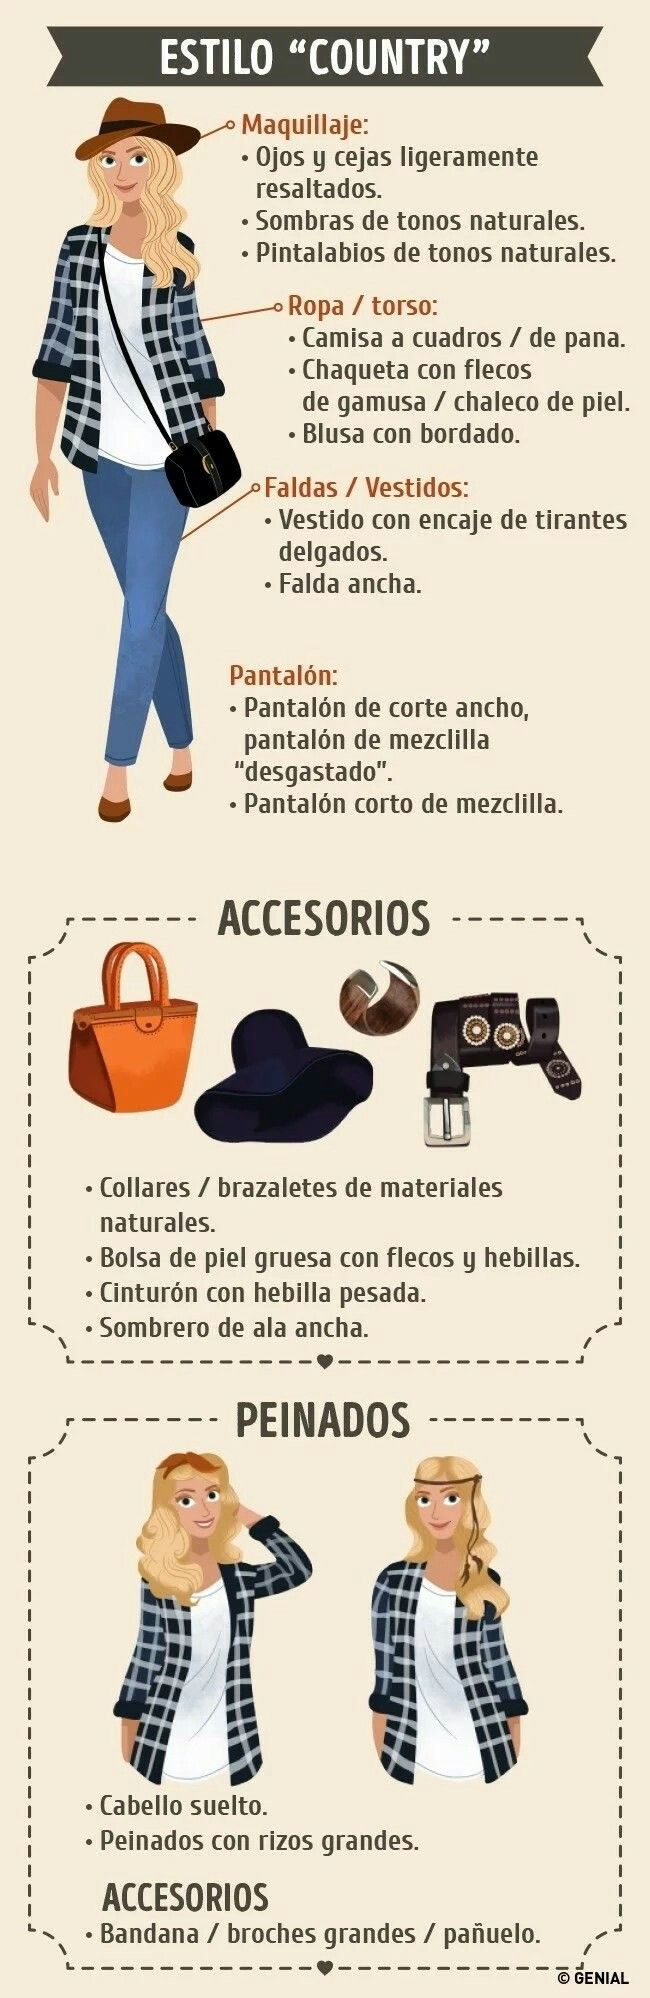 ESTILO “COUNTRY”
Maquillaje:
• Ojos y cejas ligeramente
resaltados.
• Sombras de tonos naturales.
• Pintalabios de tonos naturales.
Ropa / torso:
• Camisa a cuadros / de pana.
• Chaqueta con flecos
de gamusa / chaleco de piel.
• Blusa con bordado.
Faldas / Vestidos:
• Vestido con encaje de tirantes
delgados.
• Falda ancha.
Pantalón:
• Pantalón de corte ancho,
pantalón de mezclilla
“desgastado”.
• Pantalón corto de mezclilla.
ACCESORIOS
• Collares / brazaletes de materiales
naturales.
• Bolsa de piel gruesa con flecos y hebillas.
• Cinturón con hebilla pesada.
• Sombrero de ala ancha.
PEINADOS
• Cabello suelto.
• Peinados con rizos grandes.
ACCESORIOS
• Bandana / broches grandes / pañuelo.
© GENIAL